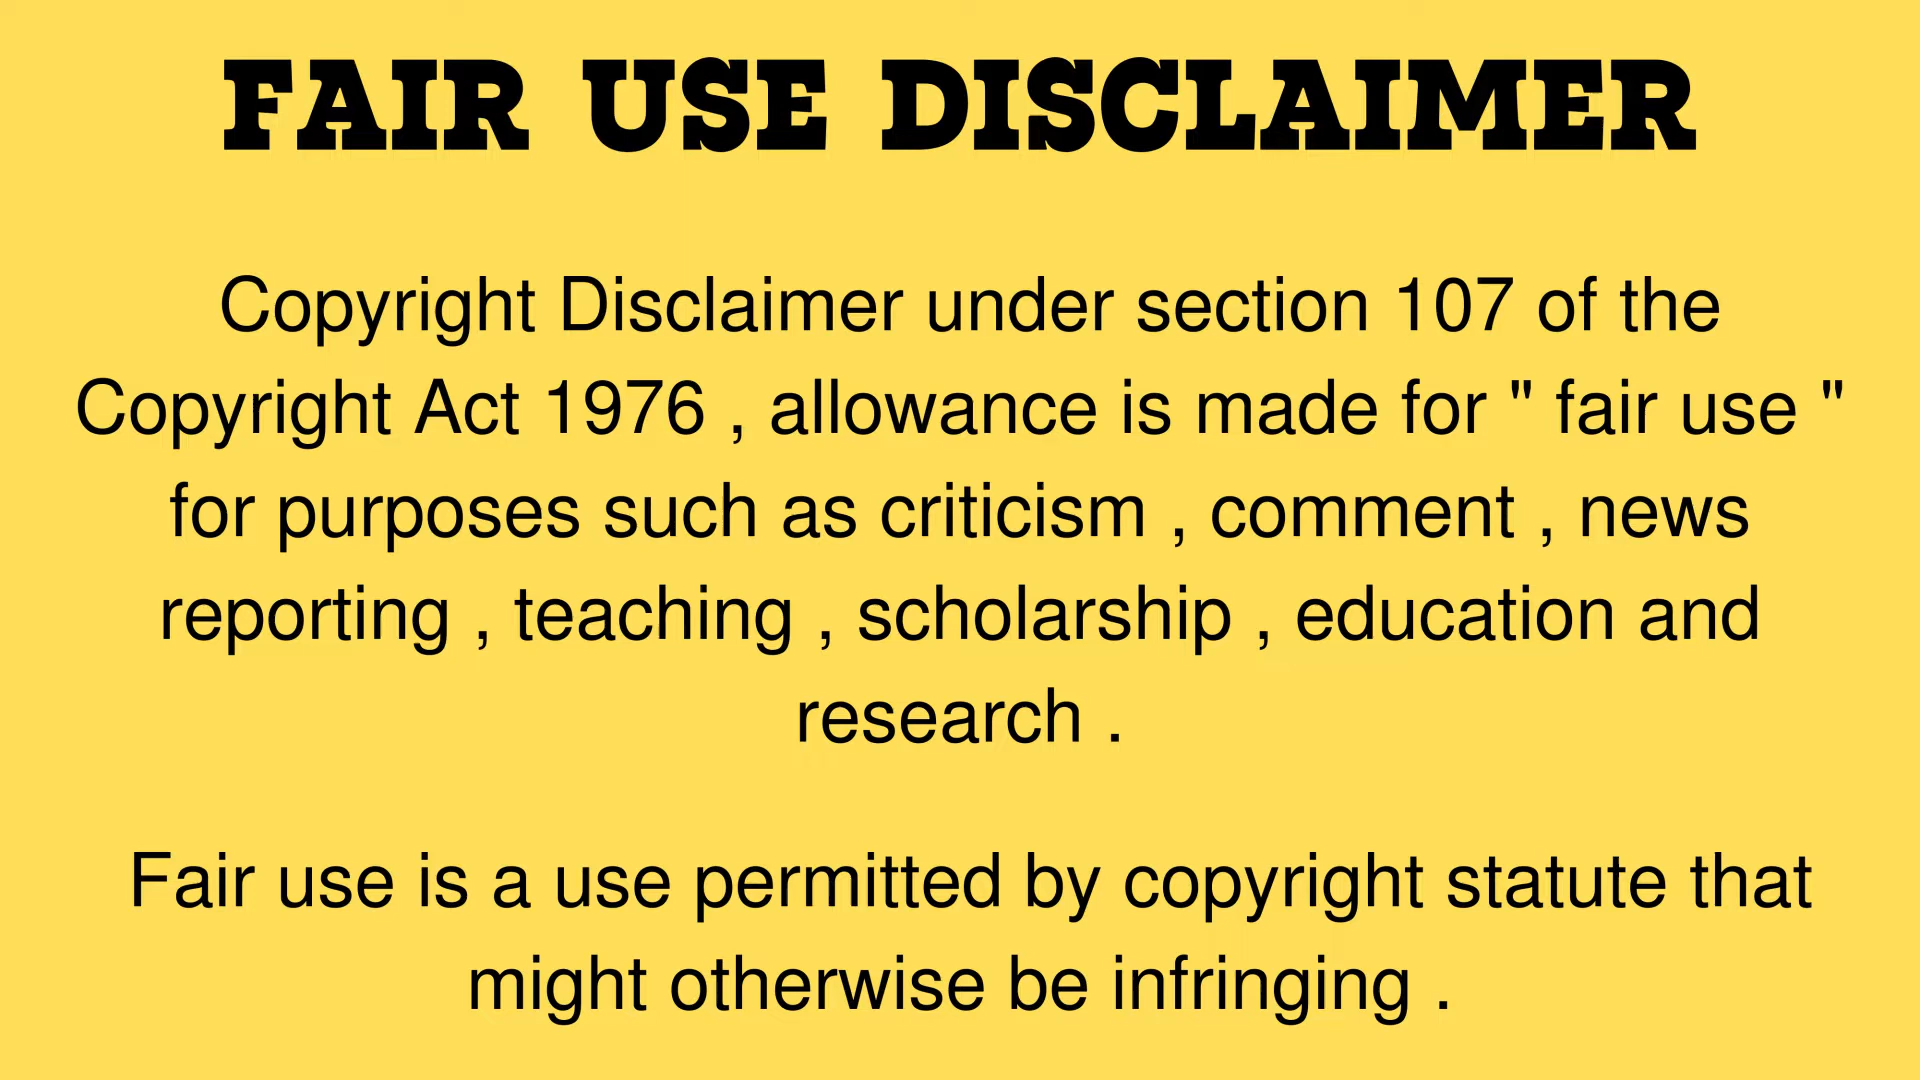 FAIR USE DISCLAIMER
Copyright Disclaimer under section 107 of the
Copyright Act 1976 , allowance is made for " fair use "
for purposes such as criticism , comment , news
reporting , teaching , scholarship , education and
research .
Fair use is a use permitted by copyright statute that
might otherwise be infringing .